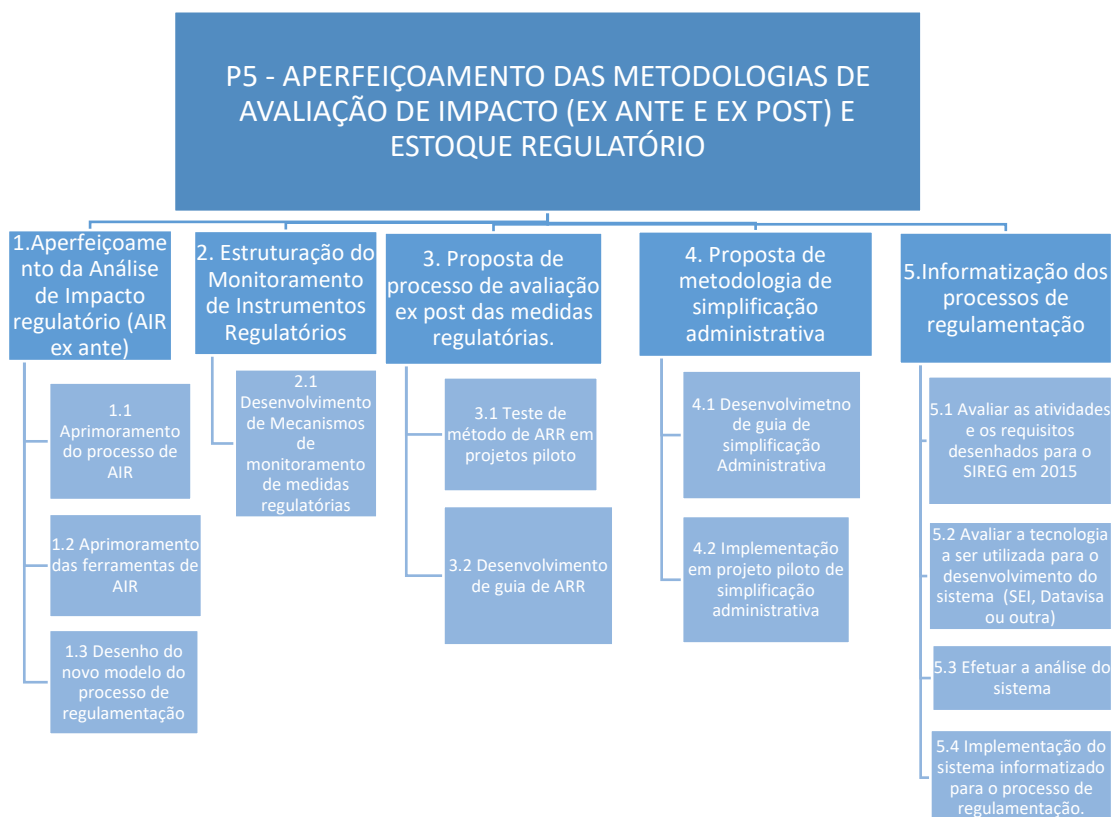 P5 - APERFEIÇOAMENTO DAS METODOLOGIAS DE
AVALIAÇÃO DE IMPACTO (EX ANTE E EX POST) E
ESTOQUE REGULATÓRIO
1.Aperfeiçoame
nto da Análise
de Impacto
regulatório (AIR
ex ante)
1.1
Aprimoramento
do processo de
AIR
1.2 Aprimoramento
das ferramentas de
AIR
1.3 Desenho do
novo modelo do
processo de
regulamentação
2. Estruturação do
Monitoramento
de Instrumentos
Regulatórios
2.1
Desenvolvimento
de Mecanismos
de
monitoramento
de medidas
regulatórias
3. Proposta de
processo de avaliação
ex post das medidas
regulatórias.
3.1 Teste de
método de ARR em
projetos piloto
3.2 Desenvolvimento
de guia de ARR
4. Proposta de
metodologia de
simplificação
administrativa
4.1 Desenvolvimetno
de guia de
simplificação
Administrativa
4.2 Implementação
em projeto piloto de
simplificação
administrativa
5.Informatização dos
processos de
regulamentação
5.1 Avaliar as atividades
e os requisitos
desenhados para o
SIREG em 2015
5.2 Avaliar a tecnologia
a ser utilizada para o
desenvolvimento do
sistema (SEI, Datavisa
ou outra)
5.3 Efetuar a análise do
sistema
5.4 Implementação do
sistema informatizado
para o processo de
regulamentação.